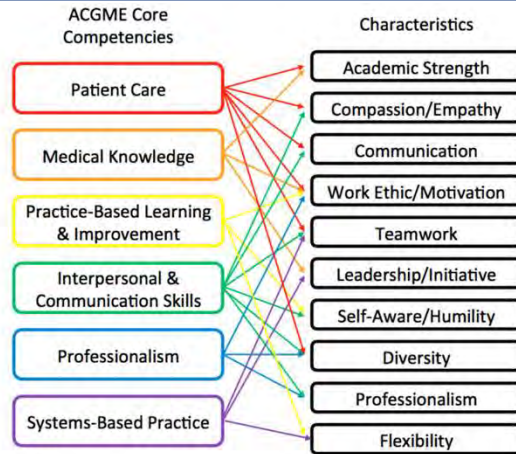 ACGME Core
Competencies
Patient Care
Medical Knowledge
Practice-Based Learning
& Improvement
Interpersonal &
Communication Skills
Professionalism
Systems-Based Practice
Characteristics
Academic Strength
Compassion/Empathy
Communication
Work Ethic/Motivation
Teamwork
Leadership/Initiative
Self-Aware/Humility
Diversity
Professionalism
Flexibility